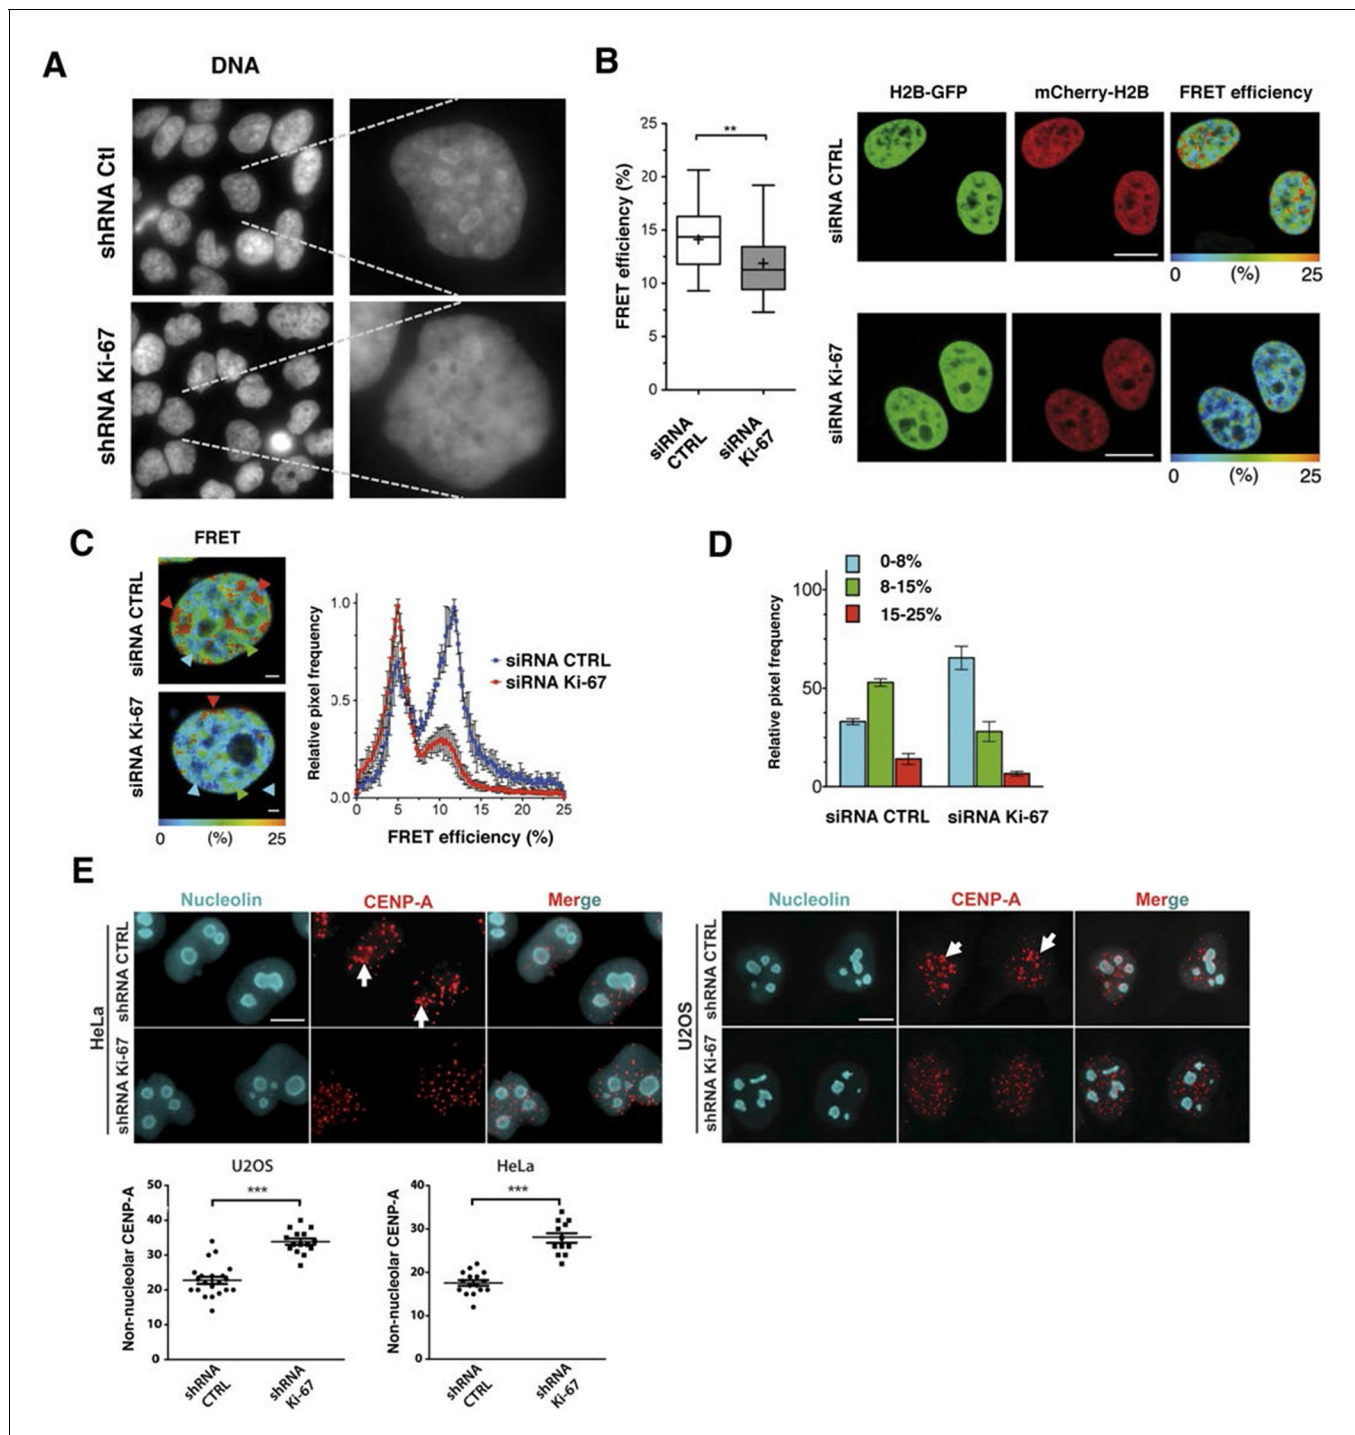 A
DNA
shRNA Ctl
shRNA Ki-67
B
FRET efficiency (%)
25
20
15
10
5
0
**
siRNA CTRL
siRNA Ki-67
H2B-GFP mCherry-H2B FRET efficiency
siRNA CTRL
0 (%) 25
siRNA Ki-67
0 (%) 25
C
FRET
siRNA CTRL
siRNA Ki-67
0 (%) 25
Relative pixel frequency
1.0
0.5
0.0
0 5 10 15 20 25
FRET efficiency (%)
siRNA CTRL
siRNA Ki-67
D
0-8%
8-15%
15-25%
Relative pixel frequency
100
50
0
siRNA CTRL siRNA Ki-67
E
Nucleolin CENP-A Merge
HeLa
shRNA CTRL
shRNA Ki-67
Nucleolin CENP-A Merge
U2OS
shRNA CTRL
shRNA Ki-67
U2OS
Non-nucleolar CENP-A
50
40
30
20
10
0
***
shRNA CTRL
shRNA Ki-67
HeLa
Non-nucleolar CENP-A
40
30
20
10
0
***
shRNA CTRL
shRNA Ki-67